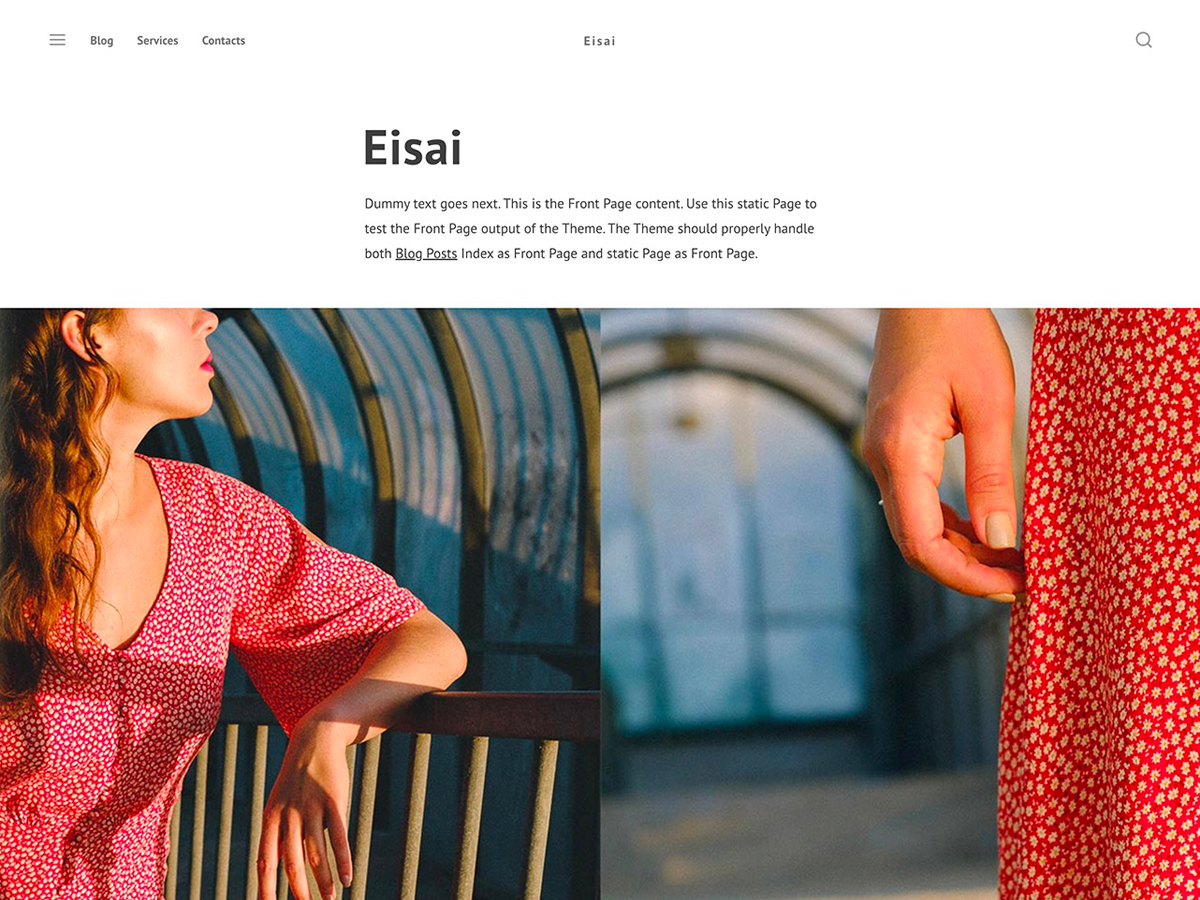 Blog Services Contacts
Eisai
Eisai
Dummy text goes next. This is the Front Page content. Use this static Page to
test the Front Page output of the Theme. The Theme should properly handle
both Blog Posts Index as Front Page and static Page as Front Page.